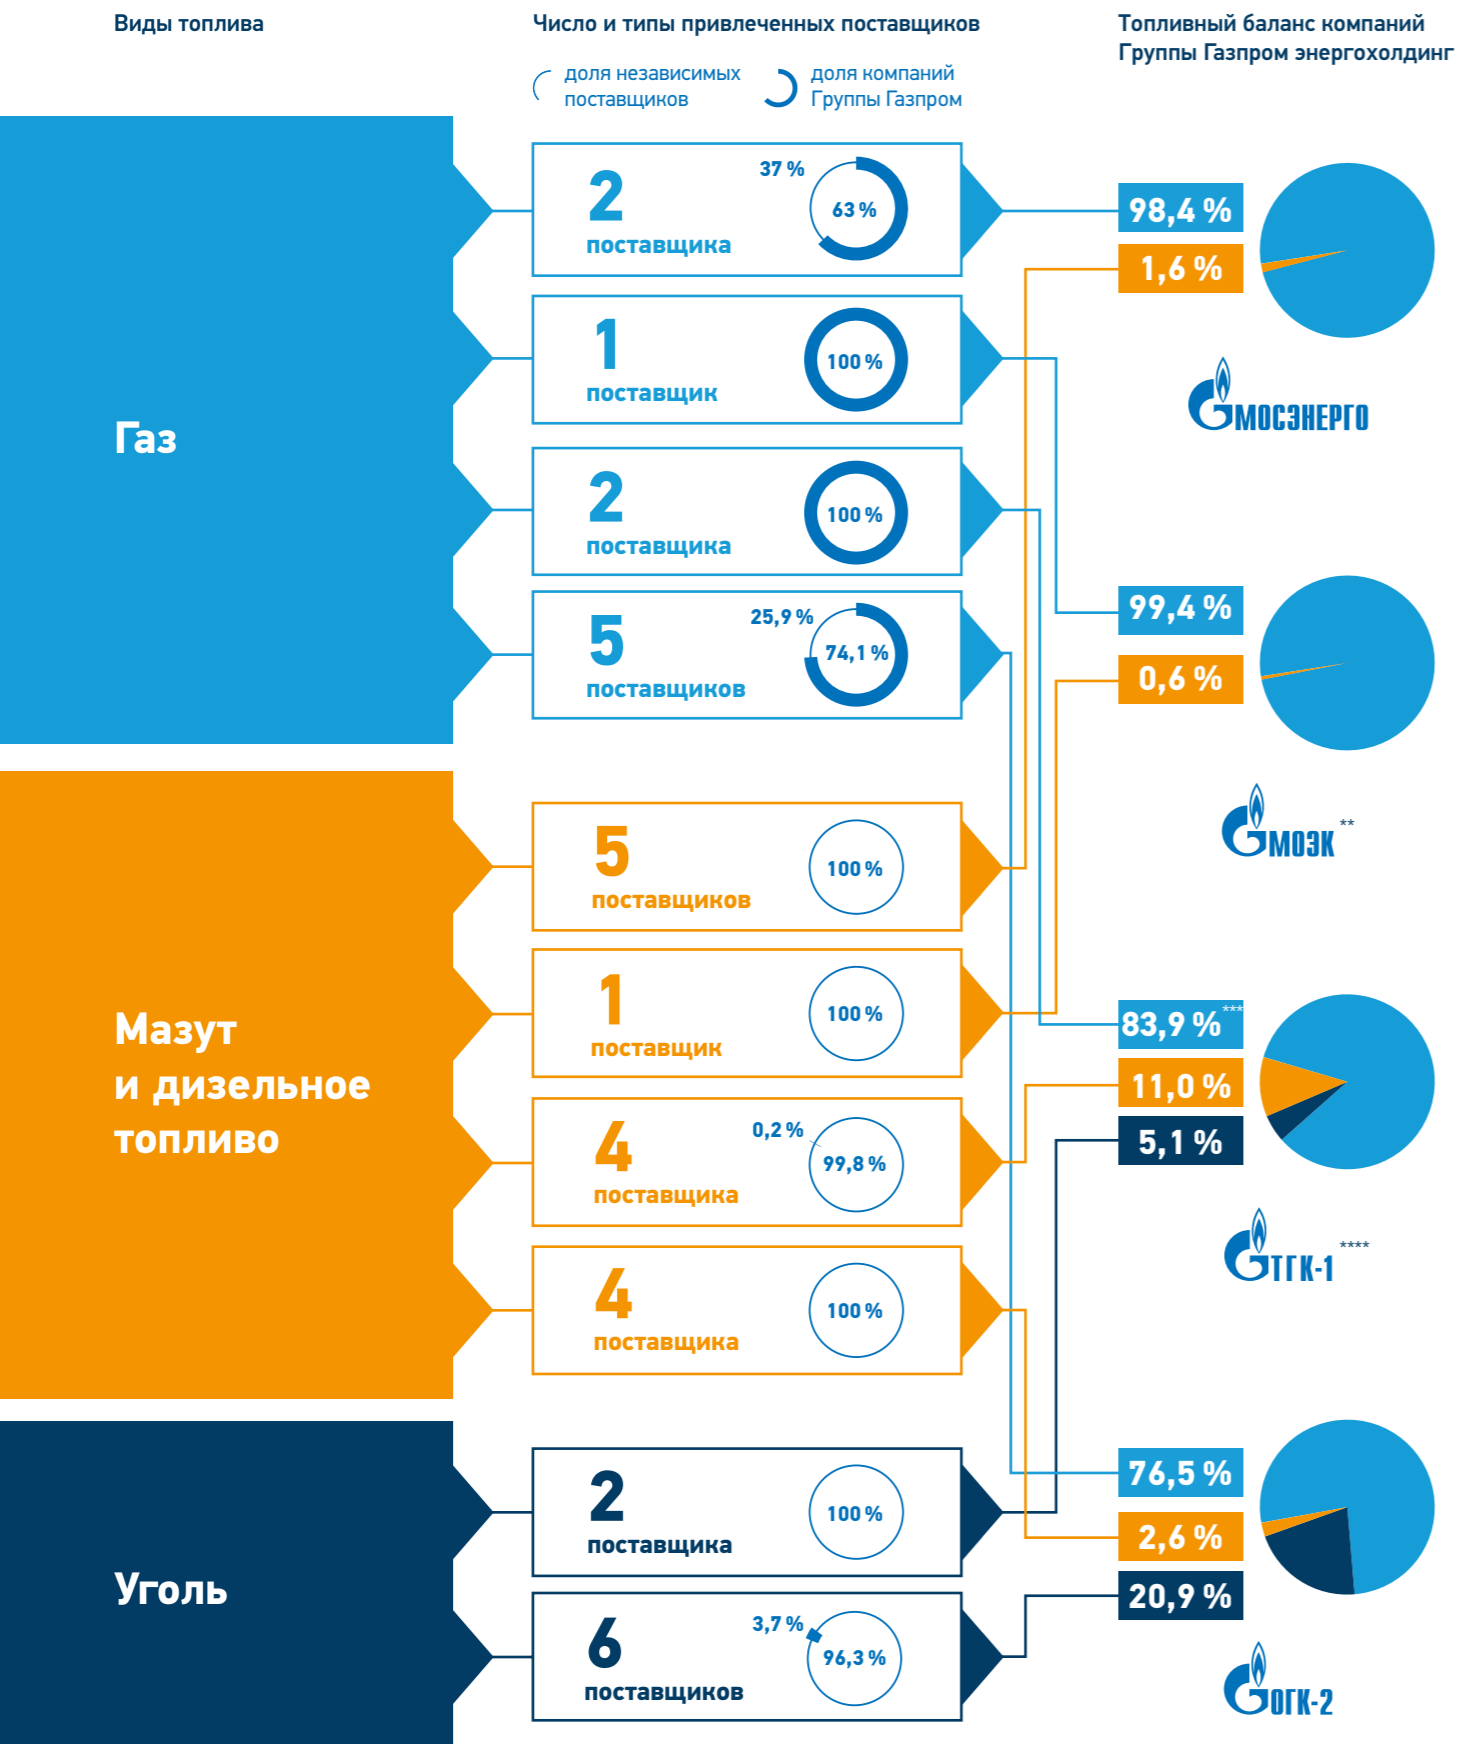 Виды топлива
Число и типы привлеченных поставщиков
Топливный баланс компаний
Группы Газпром энергохолдинг
доля независимых
поставщиков
доля компаний
Группы Газпром
Газ
2
поставщика
37 %
63 %
1
поставщик
100 %
2
поставщика
100 %
5
поставщиков
25,9 %
74,1 %
Мазут
и дизельное
топливо
5
поставщиков
100 %
1
поставщик
100 %
4
поставщика
0,2 %
99,8 %
4
поставщика
100 %
Уголь
2
поставщика
100 %
6
поставщиков
3,7 %
96,3 %
98,4 %
1,6 %
МОСЭНЕРГО
99,4 %
0,6 %
МОЭК **
83,9 % ***
11,0 %
5,1 %
ТГК-1 ****
76,5 %
2,6 %
20,9 %
ОГК-2